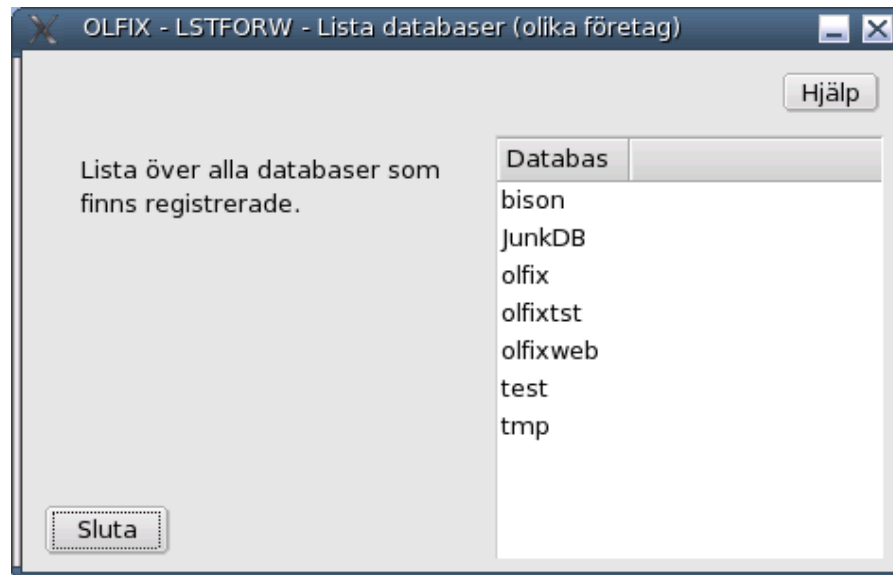 OLFIX - LSTFORW - Lista databaser (olika företag)
Hjälp
Lista över alla databaser som
finns registrerade.
Databas
bison
JunkDB
olfix
olfixtst
olfixweb
test
tmp
Sluta